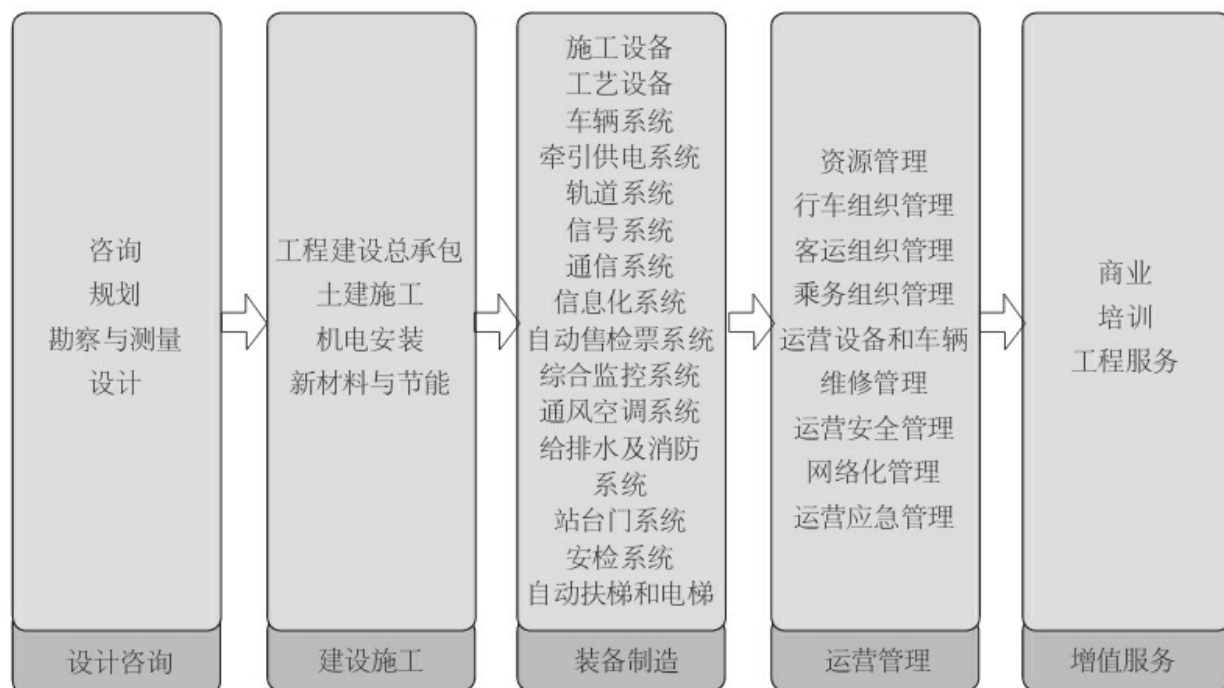 咨询
规划
勘察与测量
设计
设计咨询
工程建设总承包
土建施工
机电安装
新材料与节能
建设施工
施工设备
工艺设备
车辆系统
牵引供电系统
轨道系统
信号系统
通信系统
信息化系统
自动售检票系统
综合监控系统
通风空调系统
给排水及消防
系统
站台门系统
安检系统
自动扶梯和电梯
装备制造
资源管理
行车组织管理
客运组织管理
乘务组织管理
运营设备和车辆
维修管理
运营安全管理
网络化管理
运营应急管理
运营管理
商业
培训
工程服务
增值服务